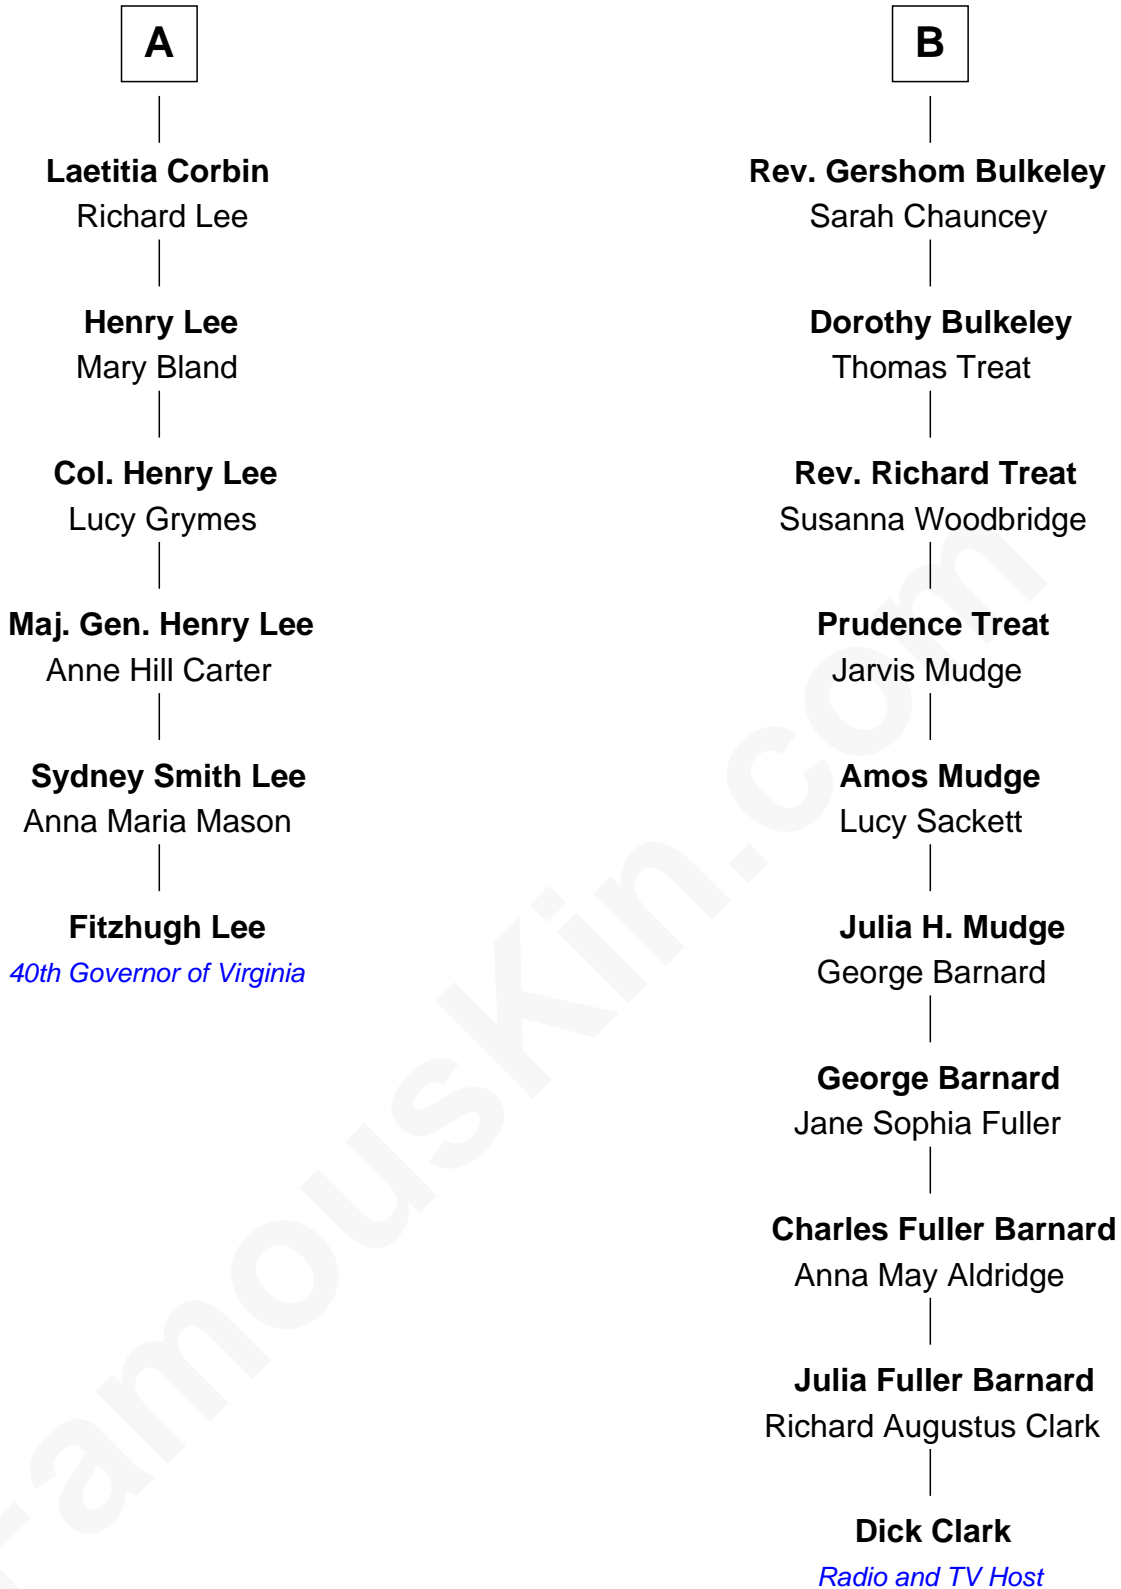 A
Laetitia Corbin
Richard Lee
Henry Lee
Mary Bland
Col. Henry Lee
Lucy Grymes
Maj. Gen. Henry Lee
Anne Hill Carter
Sydney Smith Lee
Anna Maria Mason
Fitzhugh Lee
40th Governor of Virginia
B
Rev. Gershom Bulkeley
Sarah Chauncey
Dorothy Bulkeley
Thomas Treat
Rev. Richard Treat
Susanna Woodbridge
Prudence Treat
Jarvis Mudge
Amos Mudge
Lucy Sackett
Julia H. Mudge
George Barnard
George Barnard
Jane Sophia Fuller
Charles Fuller Barnard
Anna May Aldridge
Julia Fuller Barnard
Richard Augustus Clark
Dick Clark
Radio and TV Host
FamousKin.com